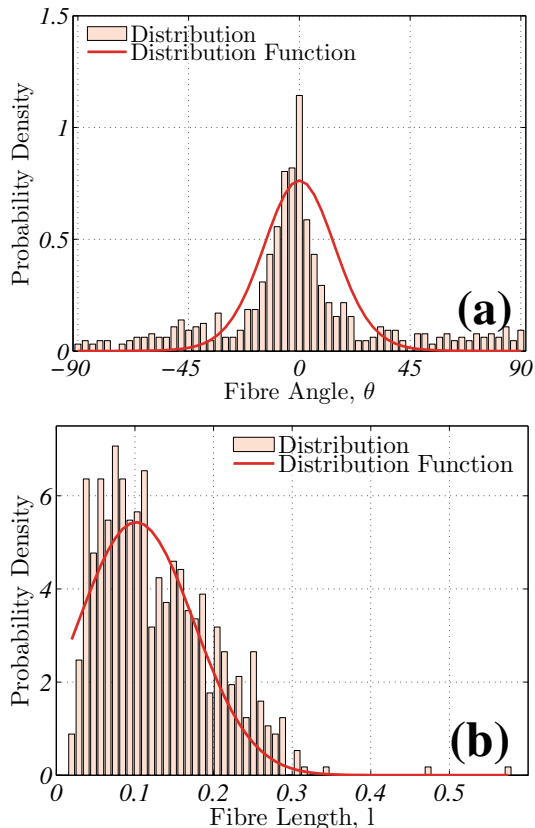 1.5
Distribution
Distribution Function
1
Probability Density
0.5
(a)
0
−90 −45 0 45 90
Fibre Angle, θ
Distribution
Distribution Function
6
Probability Density
4
2
(b)
0
0 0.1 0.2 0.3 0.4 0.5
Fibre Length, l